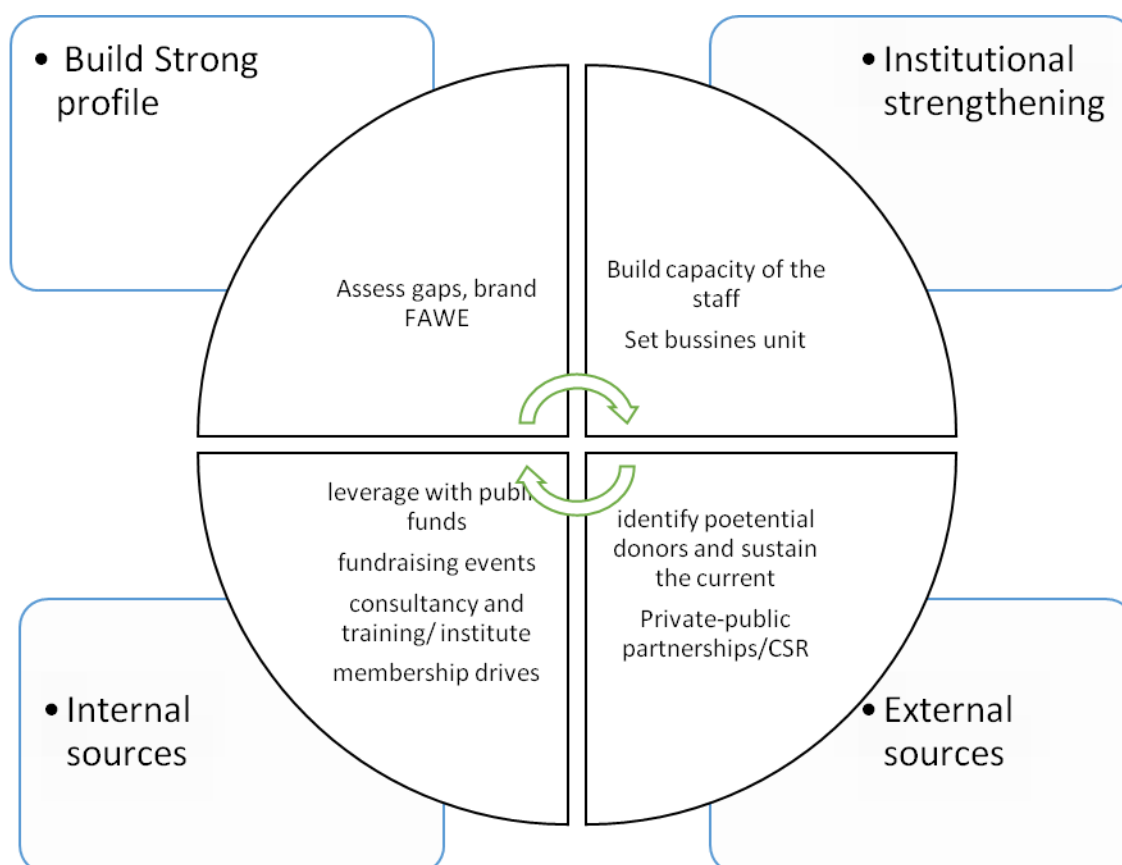 • Build Strong
profile
• Institutional
strengthening
Assess gaps, brand
FAWE
Build capacity of the
staff
Set bussines unit
leverage with publ
funds
fundraising events
consultancy and
training/ institute
membership drives
identify poetential
donors and sustain
the current
Private-public
partnerships/CSR
• Internal
sources
• External
sources